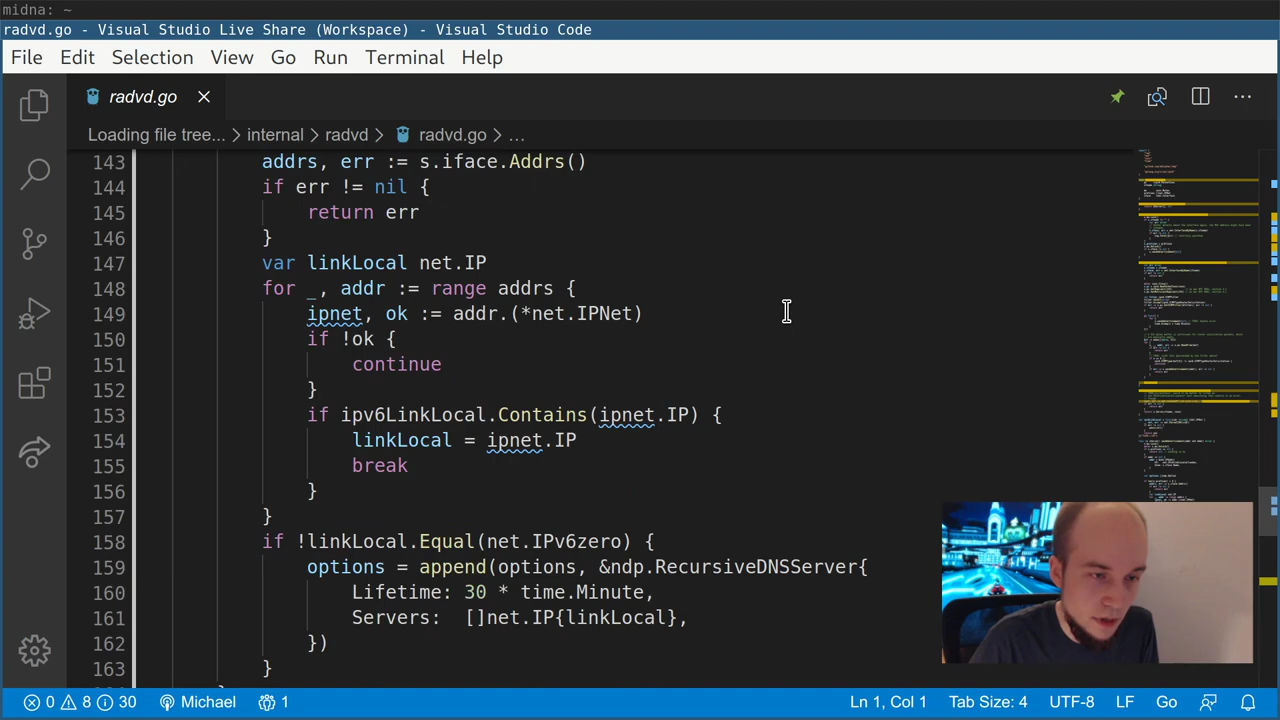 midna: ~
radvd.go - Visual Studio Live Share (Workspace) - Visual Studio Code
File Edit Selection View Go Run Terminal Help
radvd.go
Loading file tree... > internal > radvd > radvd.go > ...
143 addrs, err := s.iface.Addrs()
144 if err != nil {
145 return err
146 }
147 var linkLocal net.IP
148 for _, addr := range addrs {
149 ipnet, ok := addr.(*net.IPNet)
150 if !ok {
151 continue
152 }
153 if ipv6LinkLocal.Contains(ipnet.IP) {
154 linkLocal = ipnet.IP
155 break
156 }
157 }
158 if !linkLocal.Equal(net.IPv6zero) {
159 options = append(options, &ndp.RecursiveDNSServer{
160 Lifetime: 30 * time.Minute,
161 Servers: []net.IP{linkLocal},
162 })
163 }
0 8 30 Michael 1 Ln 1, Col 1 Tab Size: 4 UTF-8 LF Go